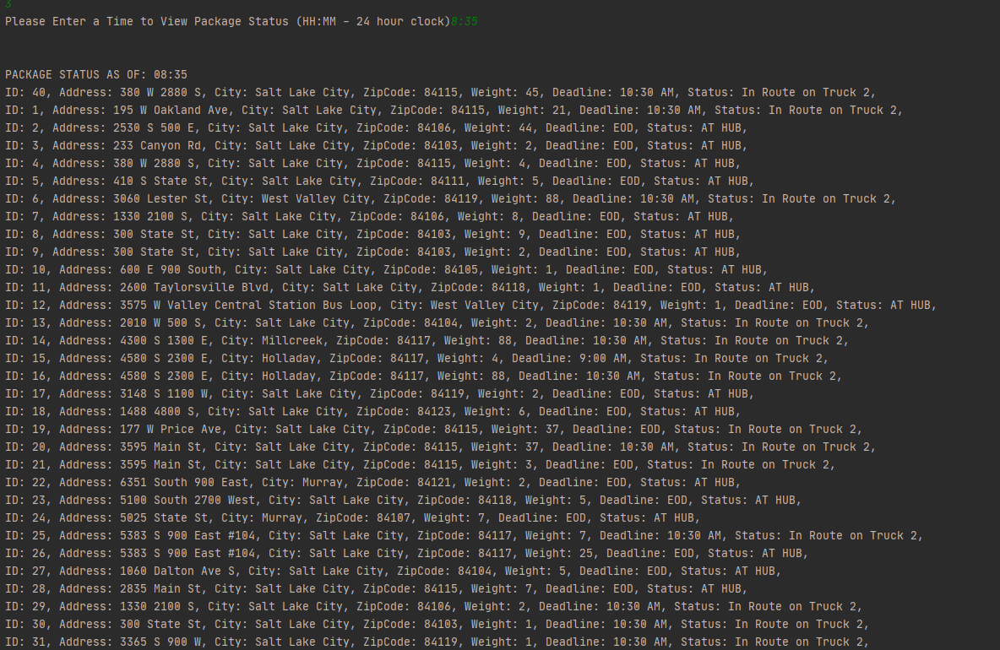 3
Please Enter a Time to View Package Status (HH:MM - 24 hour clock)8:35
PACKAGE STATUS AS OF: 08:35
ID: 40, Address: 380 W 2880 S, City: Salt Lake City, ZipCode: 84115, Weight: 45, Deadline: 10:30 AM, Status: In Route on Truck 2,
ID: 1, Address: 195 W Oakland Ave, City: Salt Lake City, ZipCode: 84115, Weight: 21, Deadline: 10:30 AM, Status: In Route on Truck 2,
ID: 2, Address: 2530 S 500 E, City: Salt Lake City, ZipCode: 84106, Weight: 44, Deadline: EOD, Status: AT HUB,
ID: 3, Address: 233 Canyon Rd, City: Salt Lake City, ZipCode: 84103, Weight: 2, Deadline: EOD, Status: AT HUB,
ID: 4, Address: 380 W 2880 S, City: Salt Lake City, ZipCode: 84115, Weight: 4, Deadline: EOD, Status: AT HUB,
ID: 5, Address: 410 S State St, City: Salt Lake City, ZipCode: 84111, Weight: 5, Deadline: EOD, Status: AT HUB,
ID: 6, Address: 3060 Lester St, City: West Valley City, ZipCode: 84119, Weight: 88, Deadline: 10:30 AM, Status: In Route on Truck 2,
ID: 7, Address: 1330 2100 S, City: Salt Lake City, ZipCode: 84106, Weight: 8, Deadline: EOD, Status: AT HUB,
ID: 8, Address: 300 State St, City: Salt Lake City, ZipCode: 84103, Weight: 9, Deadline: EOD, Status: AT HUB,
ID: 9, Address: 300 State St, City: Salt Lake City, ZipCode: 84103, Weight: 2, Deadline: EOD, Status: AT HUB,
ID: 10, Address: 600 E 900 South, City: Salt Lake City, ZipCode: 84105, Weight: 1, Deadline: EOD, Status: AT HUB,
ID: 11, Address: 2600 Taylorsville Blvd, City: Salt Lake City, ZipCode: 84118, Weight: 1, Deadline: EOD, Status: AT HUB,
ID: 12, Address: 3575 W Valley Central Station Bus Loop, City: West Valley City, ZipCode: 84119, Weight: 1, Deadline: EOD, Status: AT HUB,
ID: 13, Address: 2010 W 500 S, City: Salt Lake City, ZipCode: 84104, Weight: 2, Deadline: 10:30 AM, Status: In Route on Truck 2,
ID: 14, Address: 4300 S 1300 E, City: Millcreek, ZipCode: 84117, Weight: 88, Deadline: 10:30 AM, Status: In Route on Truck 2,
ID: 15, Address: 4580 S 2300 E, City: Holladay, ZipCode: 84117, Weight: 4, Deadline: 9:00 AM, Status: In Route on Truck 2,
ID: 16, Address: 4580 S 2300 E, City: Holladay, ZipCode: 84117, Weight: 88, Deadline: 10:30 AM, Status: In Route on Truck 2,
ID: 17, Address: 3148 S 1100 W, City: Salt Lake City, ZipCode: 84119, Weight: 2, Deadline: EOD, Status: AT HUB,
ID: 18, Address: 1488 4800 S, City: Salt Lake City, ZipCode: 84123, Weight: 6, Deadline: EOD, Status: AT HUB,
ID: 19, Address: 177 W Price Ave, City: Salt Lake City, ZipCode: 84115, Weight: 37, Deadline: EOD, Status: In Route on Truck 2,
ID: 20, Address: 3595 Main St, City: Salt Lake City, ZipCode: 84115, Weight: 37, Deadline: 10:30 AM, Status: In Route on Truck 2,
ID: 21, Address: 3595 Main St, City: Salt Lake City, ZipCode: 84115, Weight: 3, Deadline: EOD, Status: In Route on Truck 2,
ID: 22, Address: 6351 South 900 East, City: Murray, ZipCode: 84121, Weight: 2, Deadline: EOD, Status: AT HUB,
ID: 23, Address: 5100 South 2700 West, City: Salt Lake City, ZipCode: 84118, Weight: 5, Deadline: EOD, Status: AT HUB,
ID: 24, Address: 5025 State St, City: Murray, ZipCode: 84107, Weight: 7, Deadline: EOD, Status: AT HUB,
ID: 25, Address: 5383 S 900 East #104, City: Salt Lake City, ZipCode: 84117, Weight: 7, Deadline: 10:30 AM, Status: In Route on Truck 2,
ID: 26, Address: 5383 S 900 East #104, City: Salt Lake City, ZipCode: 84117, Weight: 25, Deadline: EOD, Status: AT HUB,
ID: 27, Address: 1060 Dalton Ave S, City: Salt Lake City, ZipCode: 84104, Weight: 5, Deadline: EOD, Status: AT HUB,
ID: 28, Address: 2835 Main St, City: Salt Lake City, ZipCode: 84115, Weight: 7, Deadline: EOD, Status: AT HUB,
ID: 29, Address: 1330 2100 S, City: Salt Lake City, ZipCode: 84106, Weight: 2, Deadline: 10:30 AM, Status: In Route on Truck 2,
ID: 30, Address: 300 State St, City: Salt Lake City, ZipCode: 84103, Weight: 1, Deadline: 10:30 AM, Status: In Route on Truck 2,
ID: 31, Address: 3365 S 900 W, City: Salt Lake City, ZipCode: 84119, Weight: 1, Deadline: 10:30 AM, Status: In Route on Truck 2,